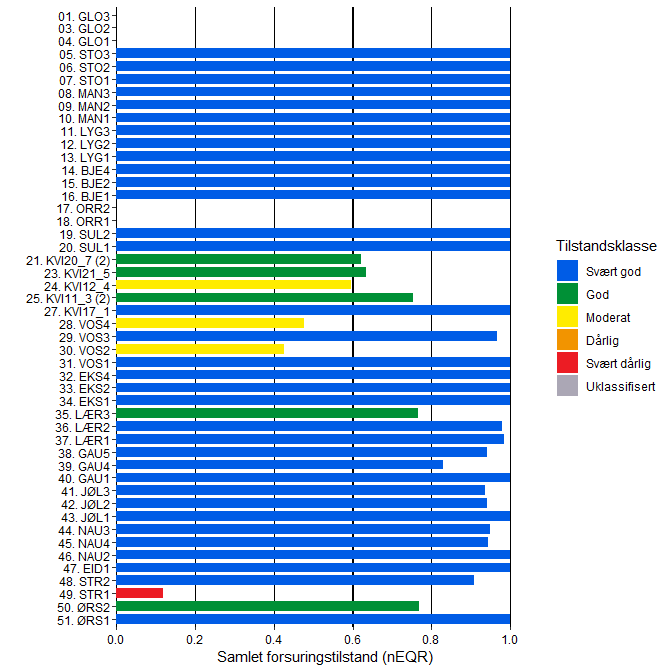 01. GLO3
03. GLO2
04. GLO1
05. STO3
06. STO2
07. STO1
08. MAN3
09. MAN2
10. MAN1
11. LYG3
12. LYG2
13. LYG1
14. BJE4
15. BJE2
16. BJE1
17. ORR2
18. ORR1
19. SUL2
20. SUL1
21. KVI20_7 (2)
23. KVI21_5
24. KVI12_4
25. KVI11_3 (2)
27. KVI17_1
28. VOS4
29. VOS3
30. VOS2
31. VOS1
32. EKS4
33. EKS2
34. EKS1
35. LÆR3
36. LÆR2
37. LÆR1
38. GAU5
39. GAU4
40. GAU1
41. JØL3
42. JØL2
43. JØL1
44. NAU3
45. NAU4
46. NAU2
47. EID1
48. STR2
49. STR1
50. ØRS2
51. ØRS1
0.0 0.2 0.4 0.6 0.8 1.0
Samlet forsuringstilstand (nEQR)
Tilstandsklasse
Svært god
God
Moderat
Dårlig
Svært dårlig
Uklassifisert